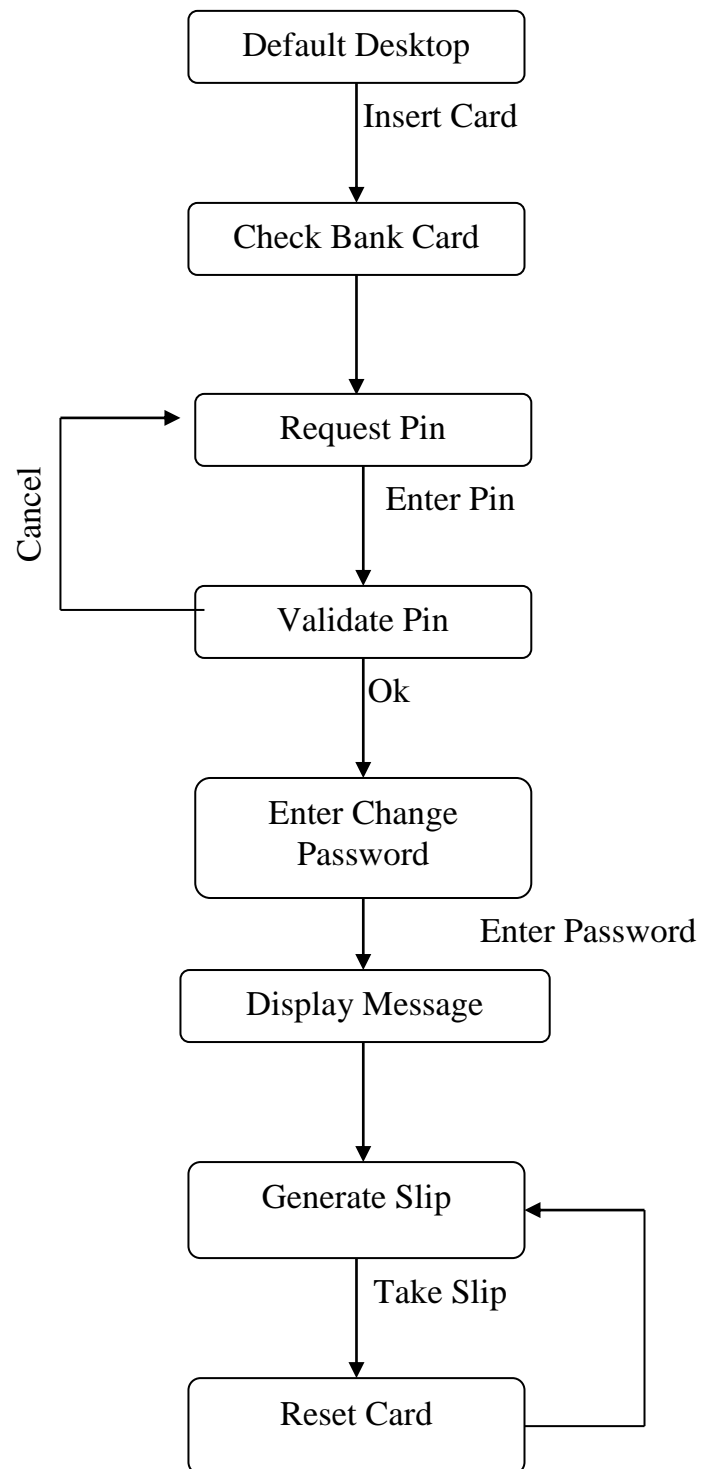 Default Desktop
Insert Card
Check Bank Card
Request Pin
Enter Pin
Cancel
Validate Pin
Ok
Enter Change
Password
Enter Password
Display Message
Generate Slip
Take Slip
Reset Card